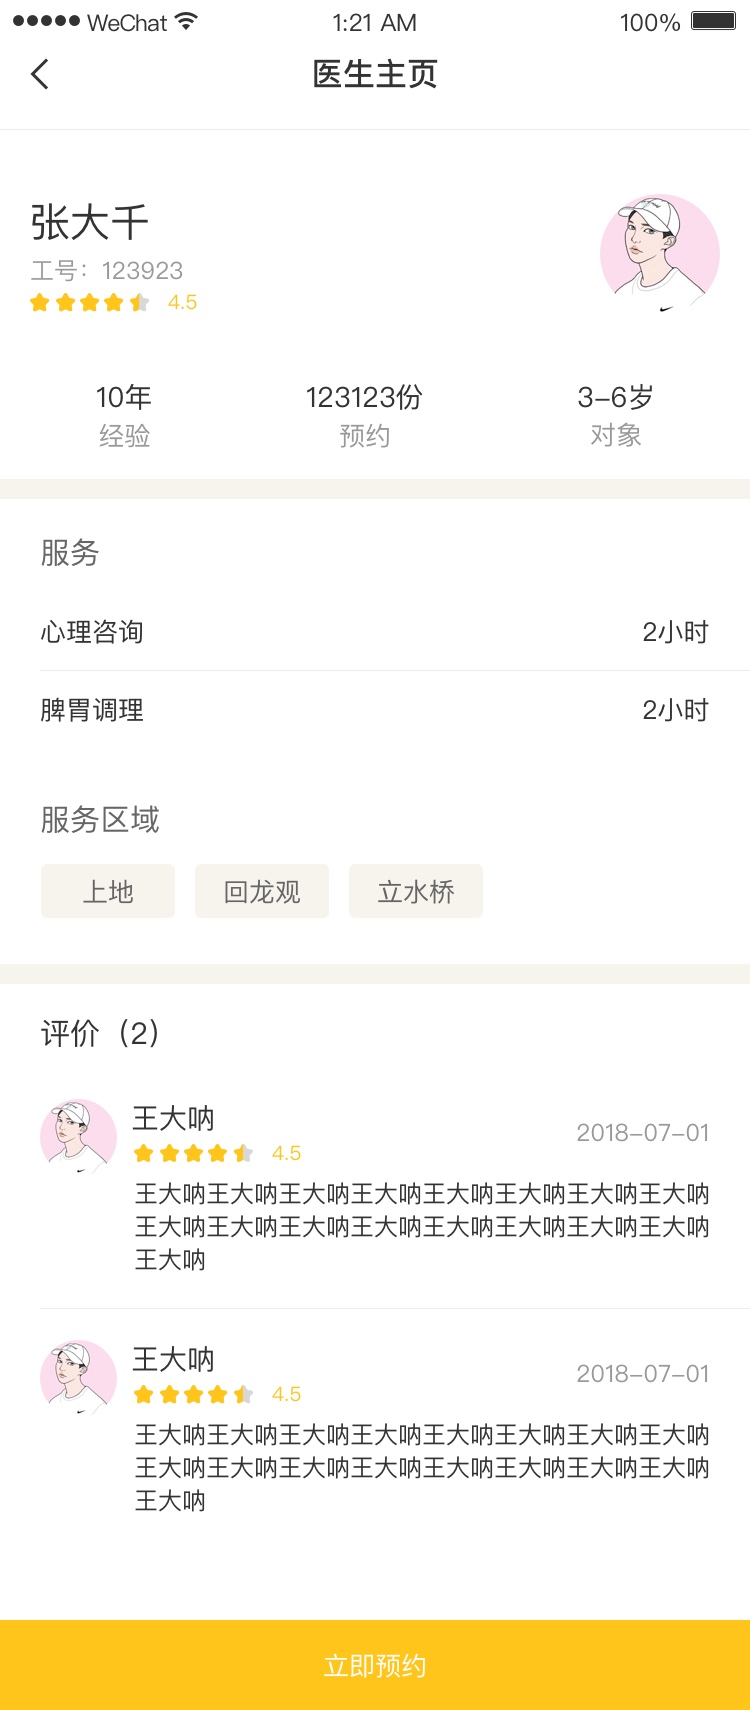 WeChat 1:21 AM 100%
医生主页
张大千
工号：123923
4.5
10年 123123份 3-6岁
经验 预约 对象
服务
心理咨询 2小时
脾胃调理 2小时
服务区域
上地 回龙观 立水桥
评价（2）
王大呐 2018-07-01
4.5
王大呐王大呐王大呐王大呐王大呐王大呐王大呐王大呐
王大呐王大呐王大呐王大呐王大呐王大呐王大呐王大呐
王大呐
王大呐 2018-07-01
4.5
王大呐王大呐王大呐王大呐王大呐王大呐王大呐王大呐
王大呐王大呐王大呐王大呐王大呐王大呐王大呐王大呐
王大呐
立即预约